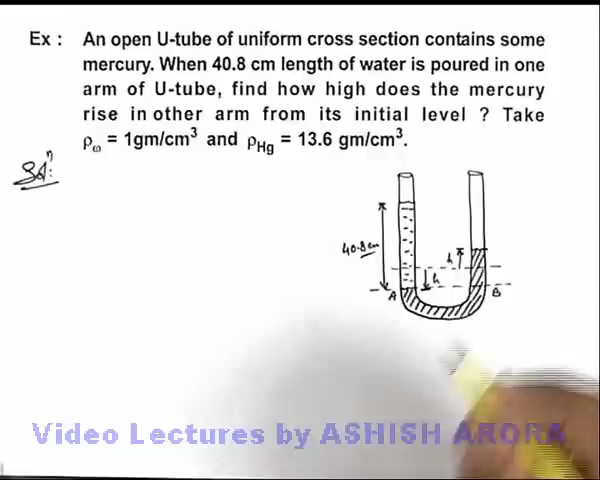 Ex : An open U-tube of uniform cross section contains some
mercury. When 40.8 cm length of water is poured in one
arm of U-tube, find how high does the mercury
rise in other arm from its initial level ? Take
ρω = 1gm/cm³ and ρHg = 13.6 gm/cm³.
Solⁿ:
40.8cm
h
h
A
B
Video Lectures by ASHISH ARORA